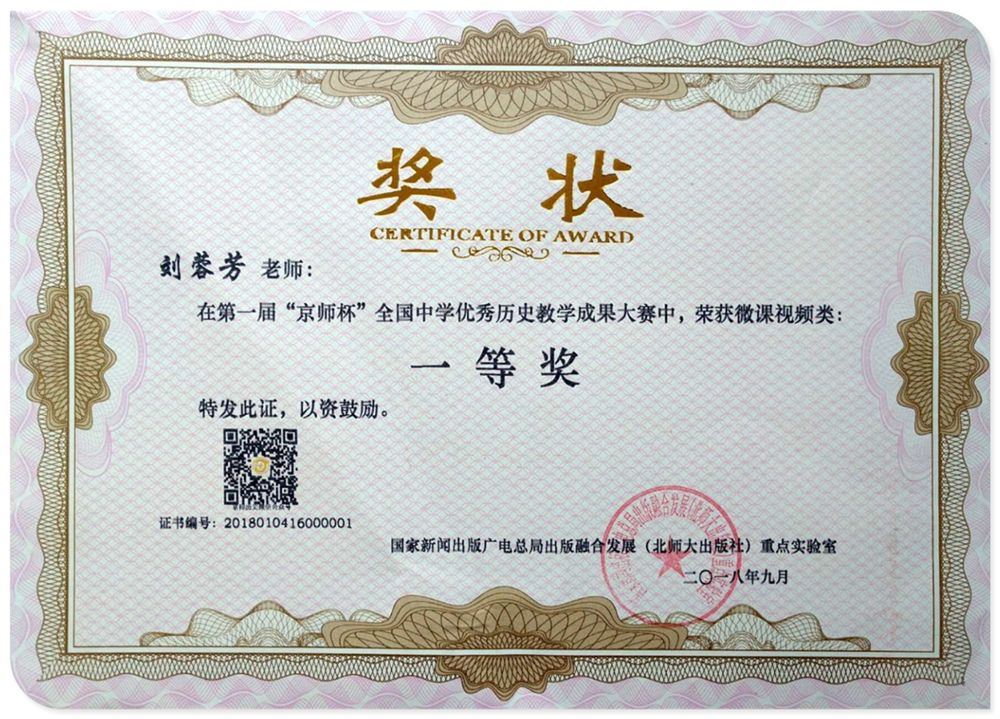 奖 状
CERTIFICATE OF AWARD
刘蓉芳 老师：
在第一届“京师杯”全国中学优秀历史教学成果大赛中，荣获微课视频类：
一等奖
特发此证，以资鼓励。
证书编号：2018010416000001
国家新闻出版广电总局出版融合发展（北师大出版社）重点实验室
二〇一八年九月